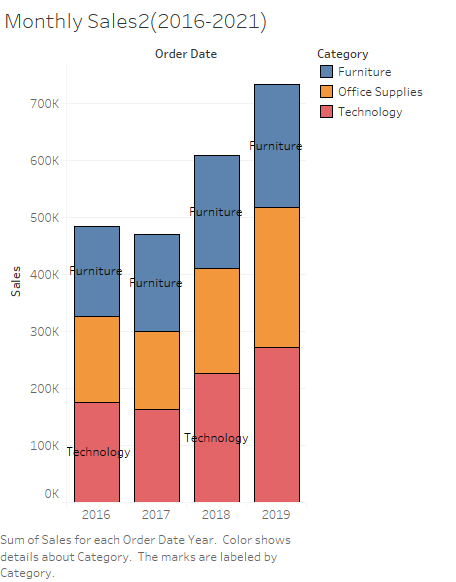 Monthly Sales2(2016-2021)
Order Date
Category
Furniture
Office Supplies
Technology
Sales
700K
600K
500K
400K
300K
200K
100K
0K
Furniture
Furniture
Furniture
Furniture
Technology
Technology
2016
2017
2018
2019
Sum of Sales for each Order Date Year. Color shows
details about Category. The marks are labeled by
Category.